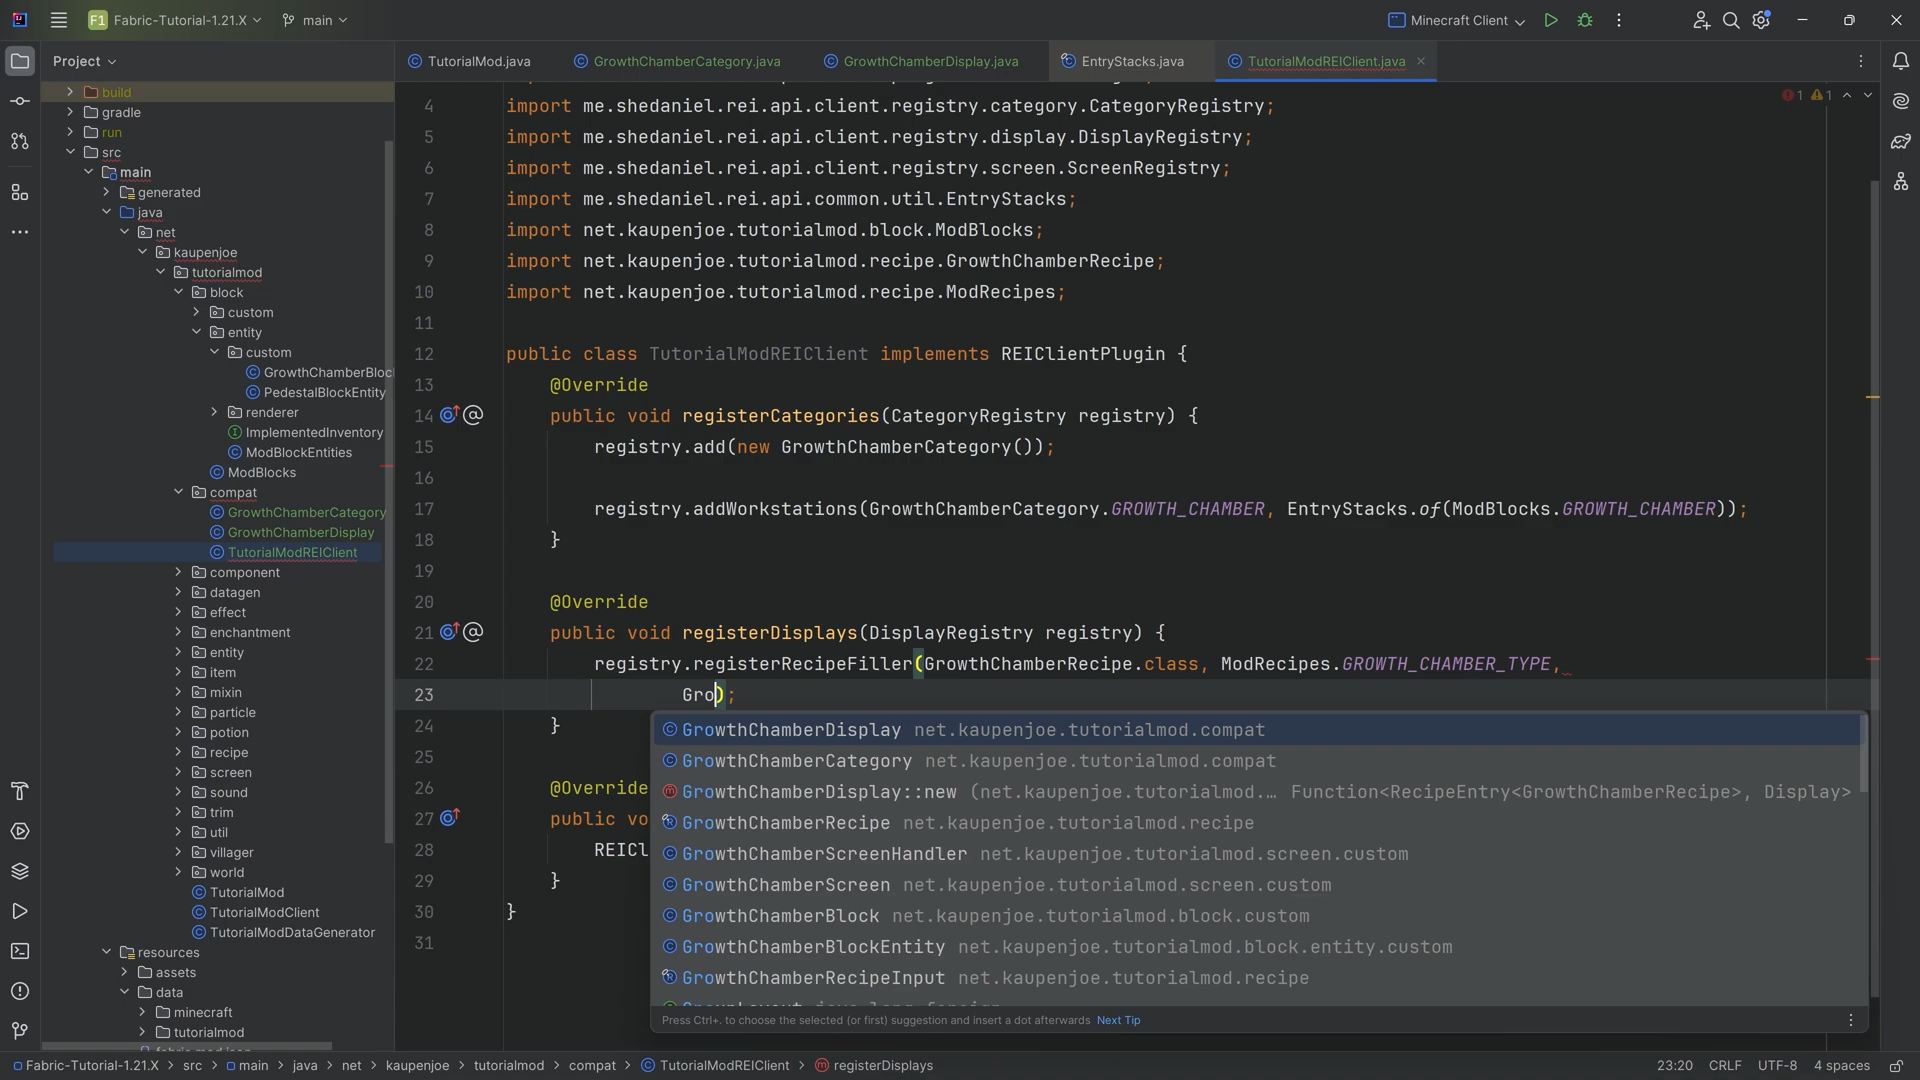 F1 Fabric-Tutorial-1.21.X main Minecraft Client
Project
TutorialMod.java GrowthChamberCategory.java GrowthChamberDisplay.java EntryStacks.java TutorialModREIClient.java
build
gradle
run
src
main
generated
java
net
kaupenjoe
tutorialmod
block
custom
entity
custom
GrowthChamberBloc
PedestalBlockEntity
renderer
ImplementedInventory
ModBlockEntities
ModBlocks
compat
GrowthChamberCategory
GrowthChamberDisplay
TutorialModREIClient
component
datagen
effect
enchantment
entity
item
mixin
particle
potion
recipe
screen
sound
trim
util
villager
world
TutorialMod
TutorialModClient
TutorialModDataGenerator
resources
assets
data
minecraft
tutorialmod
1 1
4 import me.shedaniel.rei.api.client.registry.category.CategoryRegistry;
5 import me.shedaniel.rei.api.client.registry.display.DisplayRegistry;
6 import me.shedaniel.rei.api.client.registry.screen.ScreenRegistry;
7 import me.shedaniel.rei.api.common.util.EntryStacks;
8 import net.kaupenjoe.tutorialmod.block.ModBlocks;
9 import net.kaupenjoe.tutorialmod.recipe.GrowthChamberRecipe;
10 import net.kaupenjoe.tutorialmod.recipe.ModRecipes;
11
12 public class TutorialModREIClient implements REIClientPlugin {
13 @Override
14 public void registerCategories(CategoryRegistry registry) {
15 registry.add(new GrowthChamberCategory());
16
17 registry.addWorkstations(GrowthChamberCategory.GROWTH_CHAMBER, EntryStacks.of(ModBlocks.GROWTH_CHAMBER));
18 }
19
20 @Override
21 public void registerDisplays(DisplayRegistry registry) {
22 registry.registerRecipeFiller(GrowthChamberRecipe.class, ModRecipes.GROWTH_CHAMBER_TYPE,
23 Gro);
24 }
25
26 @Override
27 public vo
28 REICl
29 }
30 }
31
GrowthChamberDisplay net.kaupenjoe.tutorialmod.compat
GrowthChamberCategory net.kaupenjoe.tutorialmod.compat
GrowthChamberDisplay::new (net.kaupenjoe.tutorialmod.… Function<RecipeEntry<GrowthChamberRecipe>, Display>
GrowthChamberRecipe net.kaupenjoe.tutorialmod.recipe
GrowthChamberScreenHandler net.kaupenjoe.tutorialmod.screen.custom
GrowthChamberScreen net.kaupenjoe.tutorialmod.screen.custom
GrowthChamberBlock net.kaupenjoe.tutorialmod.block.custom
GrowthChamberBlockEntity net.kaupenjoe.tutorialmod.block.entity.custom
GrowthChamberRecipeInput net.kaupenjoe.tutorialmod.recipe
Press Ctrl+. to choose the selected (or first) suggestion and insert a dot afterwards Next Tip
Fabric-Tutorial-1.21.X > src > main > java > net > kaupenjoe > tutorialmod > compat > TutorialModREIClient > registerDisplays 23:20 CRLF UTF-8 4 spaces